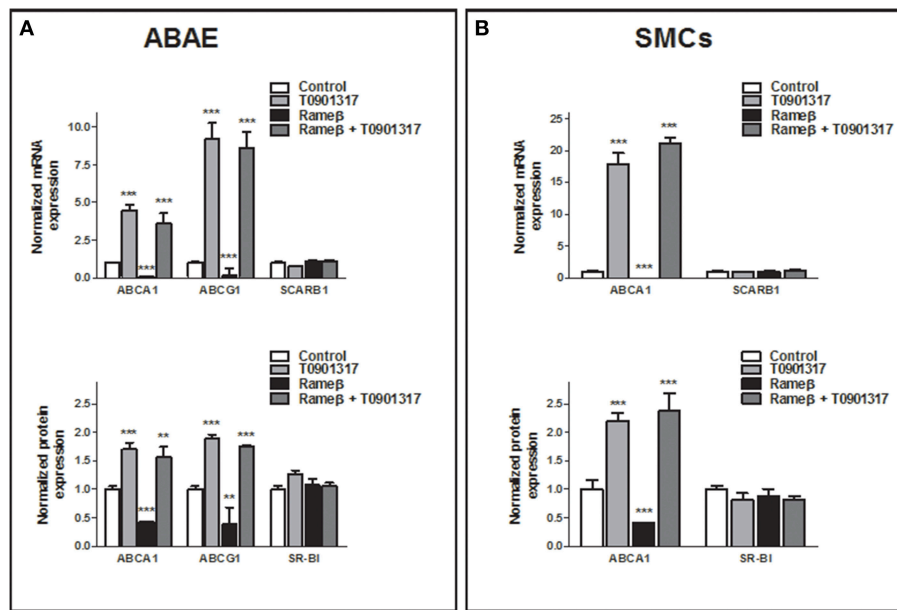 A
ABAE
Control
T0901317
Rameβ
Rameβ + T0901317
Normalized mRNA
expression
10.0
7.5
5.0
2.5
0.0
***
***
***
***
***
***
ABCA1
ABCG1
SCARB1
Control
T0901317
Rameβ
Rameβ + T0901317
Normalized protein
expression
2.5
2.0
1.5
1.0
0.5
0.0
***
***
**
***
**
***
ABCA1
ABCG1
SR-BI
B
SMCs
Control
T0901317
Rameβ
Rameβ + T0901317
Normalized mRNA
expression
25
20
15
10
5
0
***
***
***
ABCA1
SCARB1
Control
T0901317
Rameβ
Rameβ + T0901317
Normalized protein
expression
2.5
2.0
1.5
1.0
0.5
0.0
***
***
***
ABCA1
SR-BI